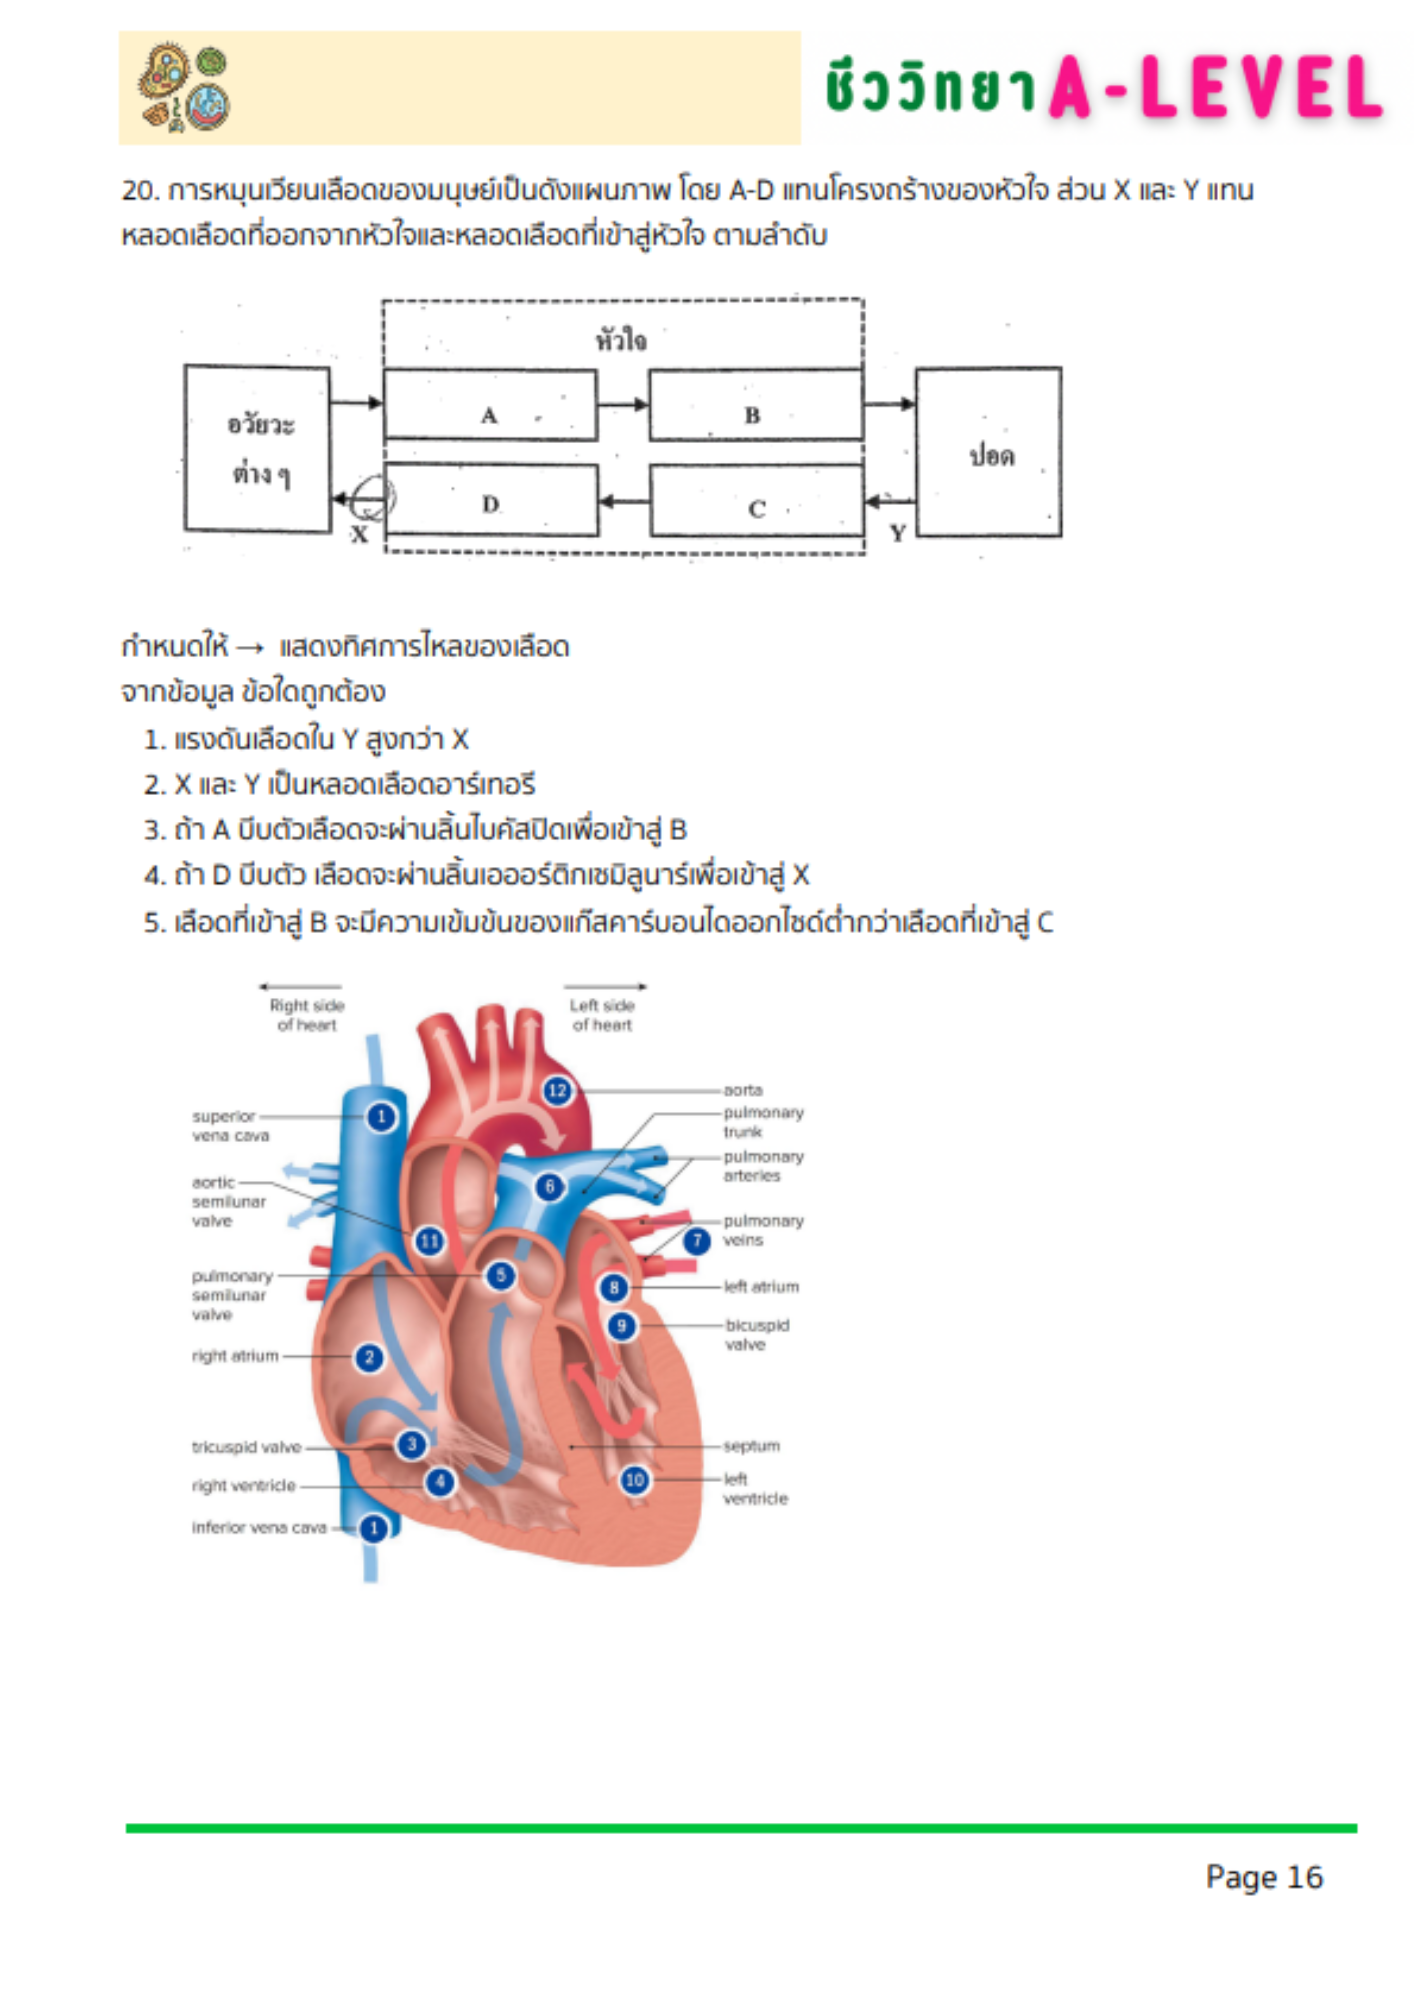 ชีววิทยา A-LEVEL
20. การหมุนเวียนเลือดของมนุษย์เป็นดังแผนภาพ โดย A-D แทนโครงสร้างของหัวใจ ส่วน X และ Y แทน
หลอดเลือดที่ออกจากหัวใจและหลอดเลือดที่เข้าสู่หัวใจ ตามลำดับ
หัวใจ
อวัยวะ
ต่าง ๆ
A
B
ปอด
D
C
X
Y
กำหนดให้ → แสดงทิศการไหลของเลือด
จากข้อมูล ข้อใดถูกต้อง
1. แรงดันเลือดใน Y สูงกว่า X
2. X และ Y เป็นหลอดเลือดอาร์เทอรี
3. ถ้า A บีบตัวเลือดจะผ่านลิ้นไบคัสปิดเพื่อเข้าสู่ B
4. ถ้า D บีบตัว เลือดจะผ่านลิ้นเอออร์ติกเซมิลูนาร์เพื่อเข้าสู่ X
5. เลือดที่เข้าสู่ B จะมีความเข้มข้นของแก๊สคาร์บอนไดออกไซด์ต่ำกว่าเลือดที่เข้าสู่ C
Right side
of heart
Left side
of heart
superior
vena cava
aortic
semilunar
valve
pulmonary
semilunar
valve
right atrium
tricuspid valve
right ventricle
inferior vena cava
aorta
pulmonary
trunk
pulmonary
arteries
pulmonary
veins
left atrium
bicuspid
valve
septum
left
ventricle
1
12
6
11
7
5
8
9
2
3
4
10
1
Page 16